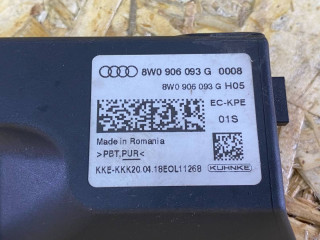 8W0 906 093 G 0008
8W0 906 093 G H05
EC-KPE
01S
Made in Romania
>PBT,PUR<
KKE-KKK20.04.18EOL11268
KUHNKE